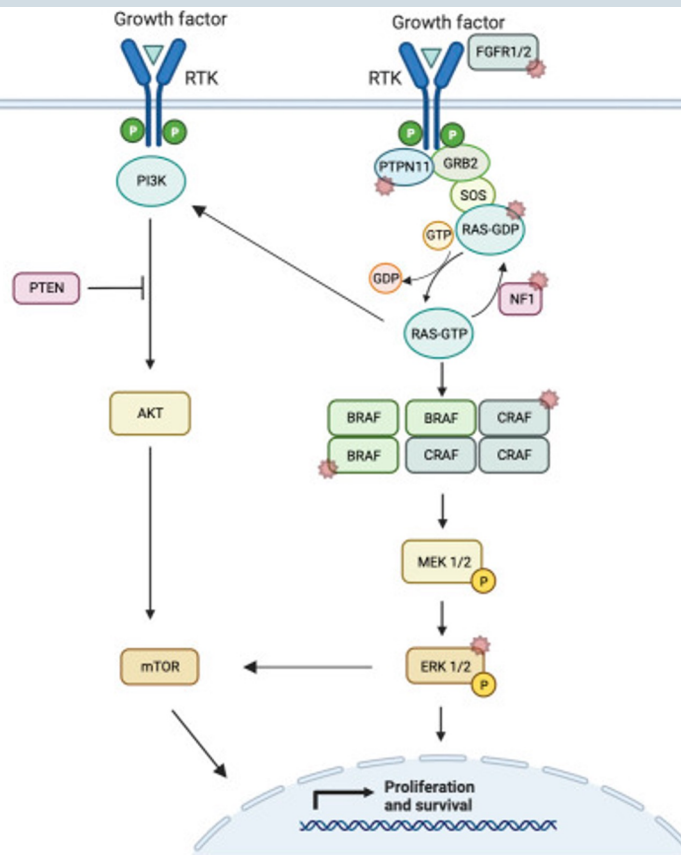 Growth factor
Growth factor
FGFR1/2
RTK
RTK
P
P
P
P
PI3K
PTPN11
GRB2
SOS
RAS-GDP
GTP
GDP
PTEN
NF1
RAS-GTP
AKT
BRAF
BRAF
CRAF
BRAF
CRAF
CRAF
MEK 1/2
P
mTOR
ERK 1/2
P
Proliferation
and survival